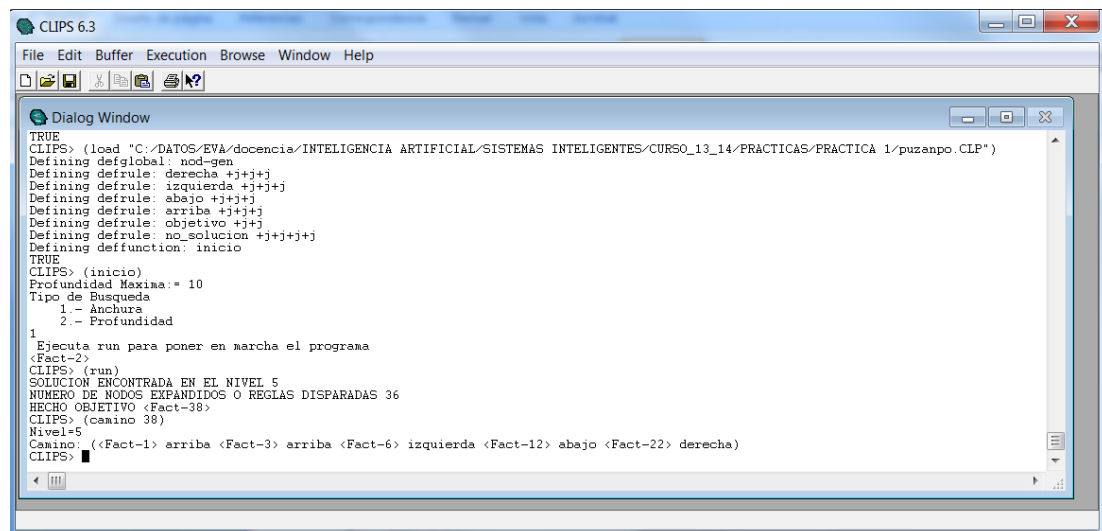 CLIPS 6.3
File Edit Buffer Execution Browse Window Help
Dialog Window
TRUE
CLIPS> (load "C:/DATOS/EVA/docencia/INTELIGENCIA ARTIFICIAL/SISTEMAS INTELIGENTES/CURSO_13_14/PRACTICAS/PRACTICA 1/puzanpo.CLP")
Defining defglobal: nod-gen
Defining defrule: derecha +j+j+j
Defining defrule: izquierda +j+j+j
Defining defrule: abajo +j+j+j
Defining defrule: arriba +j+j+j
Defining defrule: objetivo +j+j
Defining defrule: no_solucion +j+j+j+j
Defining deffunction: inicio
TRUE
CLIPS> (inicio)
Profundidad Maxima:= 10
Tipo de Busqueda
1.- Anchura
2.- Profundidad
1
Ejecuta run para poner en marcha el programa
<Fact-2>
CLIPS> (run)
SOLUCION ENCONTRADA EN EL NIVEL 5
NUMERO DE NODOS EXPANDIDOS O REGLAS DISPARADAS 36
HECHO OBJETIVO <Fact-38>
CLIPS> (camino 38)
Nivel=5
Camino: (<Fact-1> arriba <Fact-3> arriba <Fact-6> izquierda <Fact-12> abajo <Fact-22> derecha)
CLIPS>